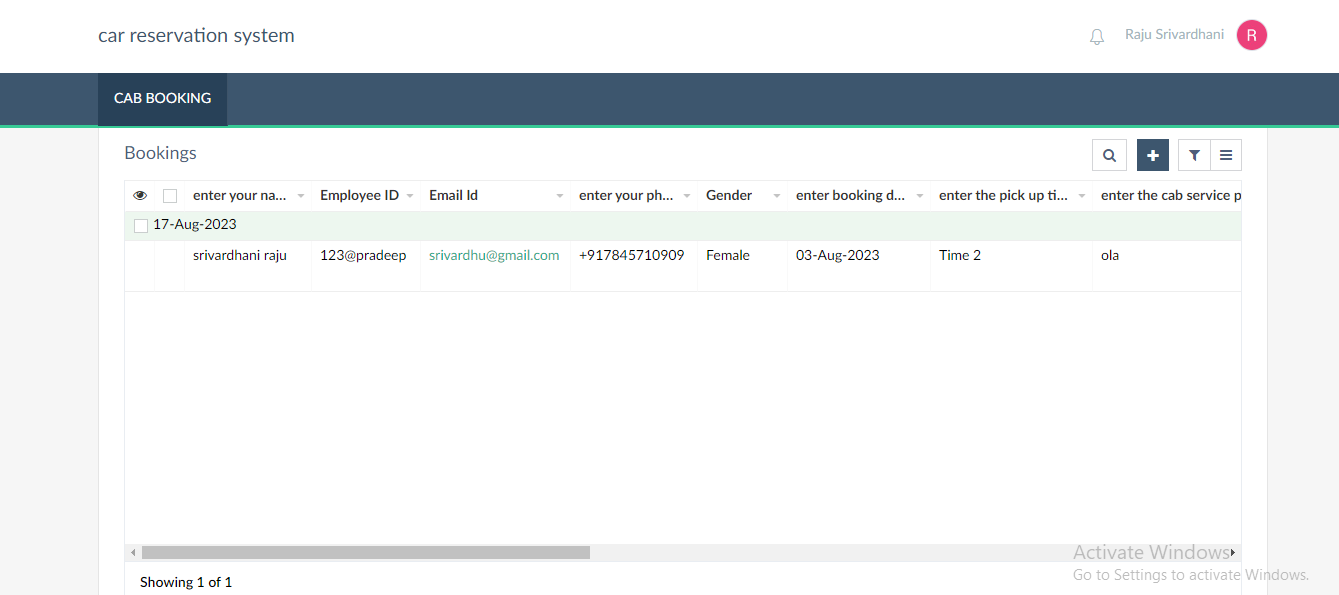 car reservation system
Raju Srivardhani
R
CAB BOOKING
Bookings
enter your na... Employee ID Email Id enter your ph... Gender enter booking d... enter the pick up ti... enter the cab service p
17-Aug-2023
srivardhani raju 123@pradeep srivardhu@gmail.com +917845710909 Female 03-Aug-2023 Time 2 ola
Activate Windows
Go to Settings to activate Windows.
Showing 1 of 1